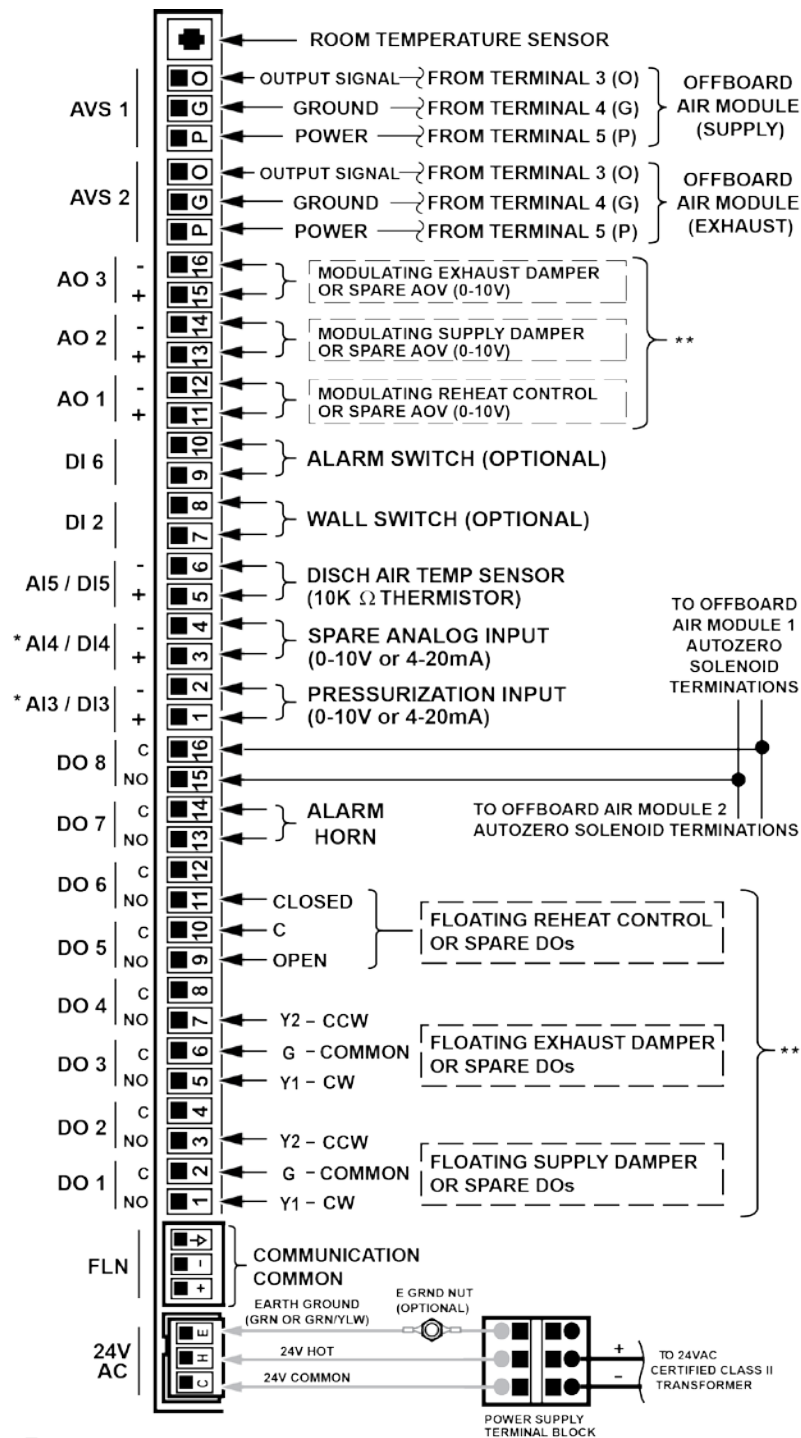 ROOM TEMPERATURE SENSOR
AVS 1
O OUTPUT SIGNAL FROM TERMINAL 3 (O)
G GROUND FROM TERMINAL 4 (G)
P POWER FROM TERMINAL 5 (P)
OFFBOARD
AIR MODULE
(SUPPLY)
AVS 2
O OUTPUT SIGNAL FROM TERMINAL 3 (O)
G GROUND FROM TERMINAL 4 (G)
P POWER FROM TERMINAL 5 (P)
OFFBOARD
AIR MODULE
(EXHAUST)
AO 3
- 16 MODULATING EXHAUST DAMPER
+ 15 OR SPARE AOV (0-10V)
AO 2
- 14 MODULATING SUPPLY DAMPER
+ 13 OR SPARE AOV (0-10V)
**
AO 1
- 12 MODULATING REHEAT CONTROL
+ 11 OR SPARE AOV (0-10V)
DI 6
10
9
ALARM SWITCH (OPTIONAL)
DI 2
8
7
WALL SWITCH (OPTIONAL)
AI5 / DI5
- 6 DISCH AIR TEMP SENSOR
+ 5 (10K Ω THERMISTOR)
* AI4 / DI4
- 4 SPARE ANALOG INPUT
+ 3 (0-10V or 4-20mA)
* AI3 / DI3
- 2 PRESSURIZATION INPUT
+ 1 (0-10V or 4-20mA)
TO OFFBOARD
AIR MODULE 1
AUTOZERO
SOLENOID
TERMINATIONS
DO 8
C 16
NO 15
TO OFFBOARD AIR MODULE 2
AUTOZERO SOLENOID TERMINATIONS
DO 7
C 14 ALARM
NO 13 HORN
DO 6
C 12
NO 11 CLOSED
DO 5
C 10 C
NO 9 OPEN
FLOATING REHEAT CONTROL
OR SPARE DOs
DO 4
C 8
NO 7 Y2 – CCW
DO 3
C 6 G – COMMON
NO 5 Y1 – CW
FLOATING EXHAUST DAMPER
OR SPARE DOs
**
DO 2
C 4
NO 3 Y2 – CCW
DO 1
C 2 G – COMMON
NO 1 Y1 – CW
FLOATING SUPPLY DAMPER
OR SPARE DOs
FLN
-
+
COMMUNICATION
COMMON
24V
AC
E
H
C
EARTH GROUND
(GRN OR GRN/YLW)
E GRND NUT
(OPTIONAL)
24V HOT
24V COMMON
+
-
TO 24VAC
CERTIFIED CLASS II
TRANSFORMER
POWER SUPPLY
TERMINAL BLOCK